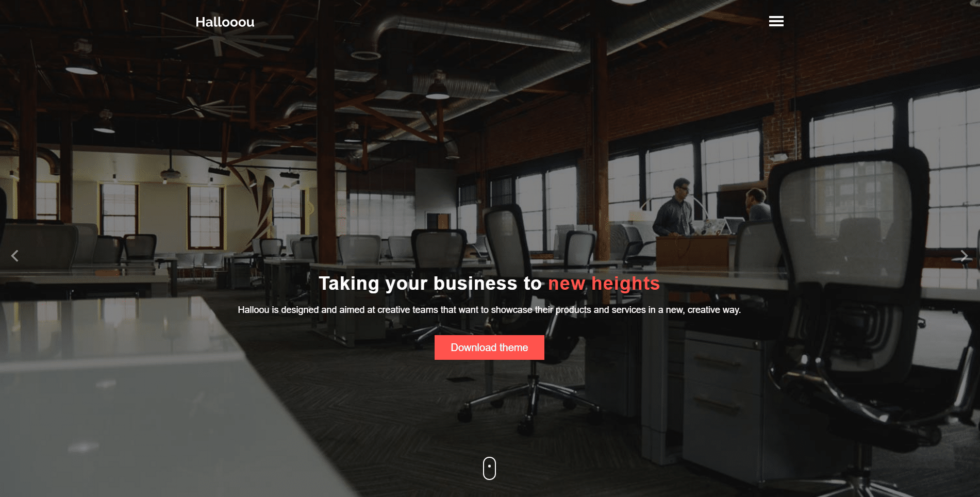 Hallooou
Taking your business to new heights
Halloou is designed and aimed at creative teams that want to showcase their products and services in a new, creative way.
Download theme